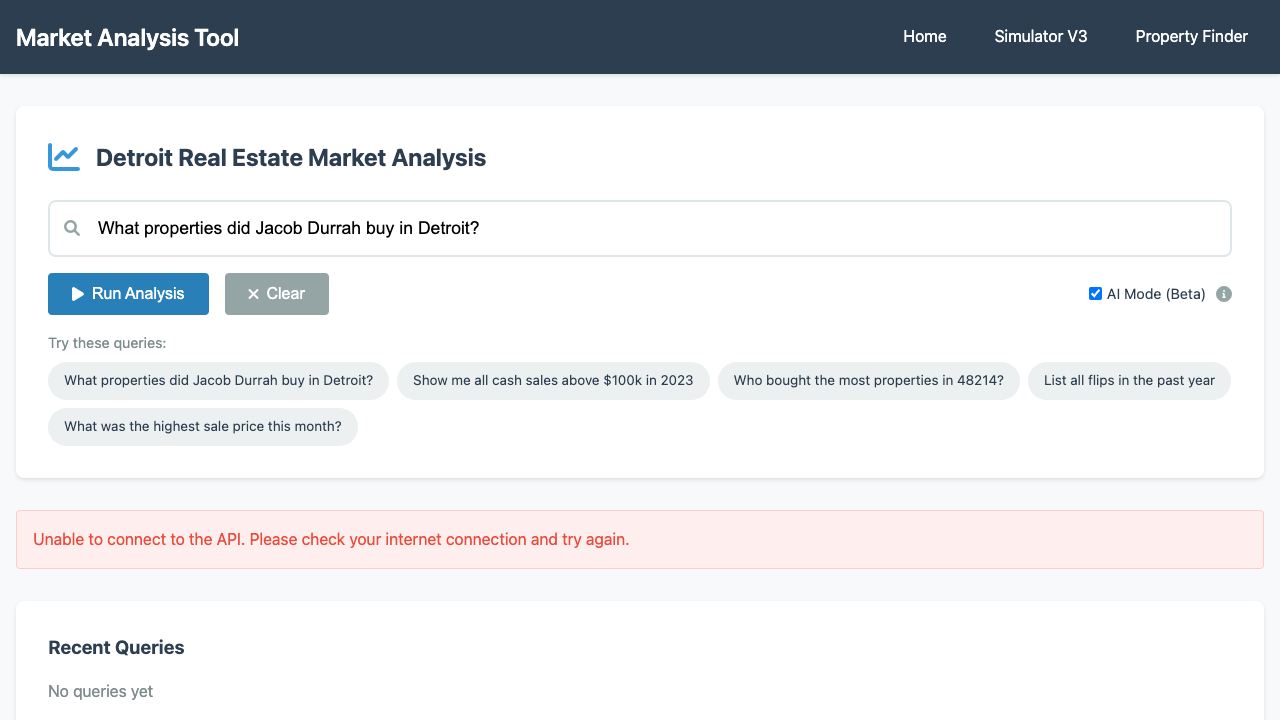 Market Analysis Tool
Home
Simulator V3
Property Finder
Detroit Real Estate Market Analysis
What properties did Jacob Durrah buy in Detroit?
Run Analysis
Clear
AI Mode (Beta)
Try these queries:
What properties did Jacob Durrah buy in Detroit?
Show me all cash sales above $100k in 2023
Who bought the most properties in 48214?
List all flips in the past year
What was the highest sale price this month?
Unable to connect to the API. Please check your internet connection and try again.
Recent Queries
No queries yet